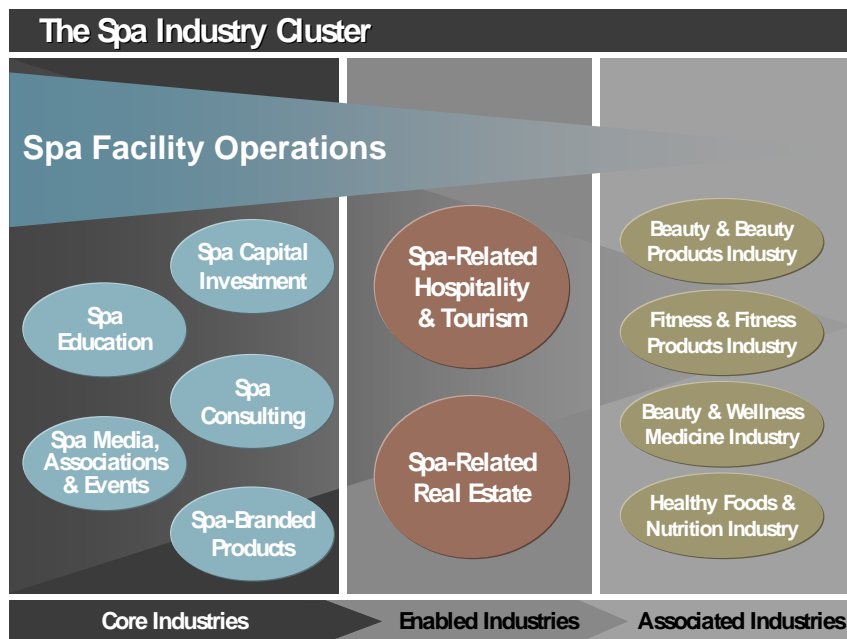 The Spa Industry Cluster
Spa Facility Operations
Spa Capital
Investment
Spa
Education
Spa
Consulting
Spa Media,
Associations
& Events
Spa-Branded
Products
Spa-Related
Hospitality
& Tourism
Spa-Related
Real Estate
Beauty & Beauty
Products Industry
Fitness & Fitness
Products Industry
Beauty & Wellness
Medicine Industry
Healthy Foods &
Nutrition Industry
Core Industries
Enabled Industries
Associated Industries